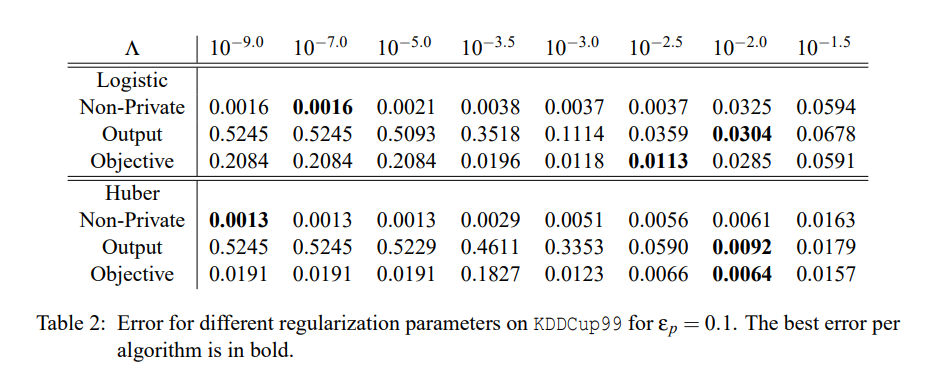 Λ 10^−9.0 10^−7.0 10^−5.0 10^−3.5 10^−3.0 10^−2.5 10^−2.0 10^−1.5
Logistic
Non-Private 0.0016 0.0016 0.0021 0.0038 0.0037 0.0037 0.0325 0.0594
Output 0.5245 0.5245 0.5093 0.3518 0.1114 0.0359 0.0304 0.0678
Objective 0.2084 0.2084 0.2084 0.0196 0.0118 0.0113 0.0285 0.0591
Huber
Non-Private 0.0013 0.0013 0.0013 0.0029 0.0051 0.0056 0.0061 0.0163
Output 0.5245 0.5245 0.5229 0.4611 0.3353 0.0590 0.0092 0.0179
Objective 0.0191 0.0191 0.0191 0.1827 0.0123 0.0066 0.0064 0.0157
Table 2: Error for different regularization parameters on KDDCup99 for ε_p = 0.1. The best error per
algorithm is in bold.